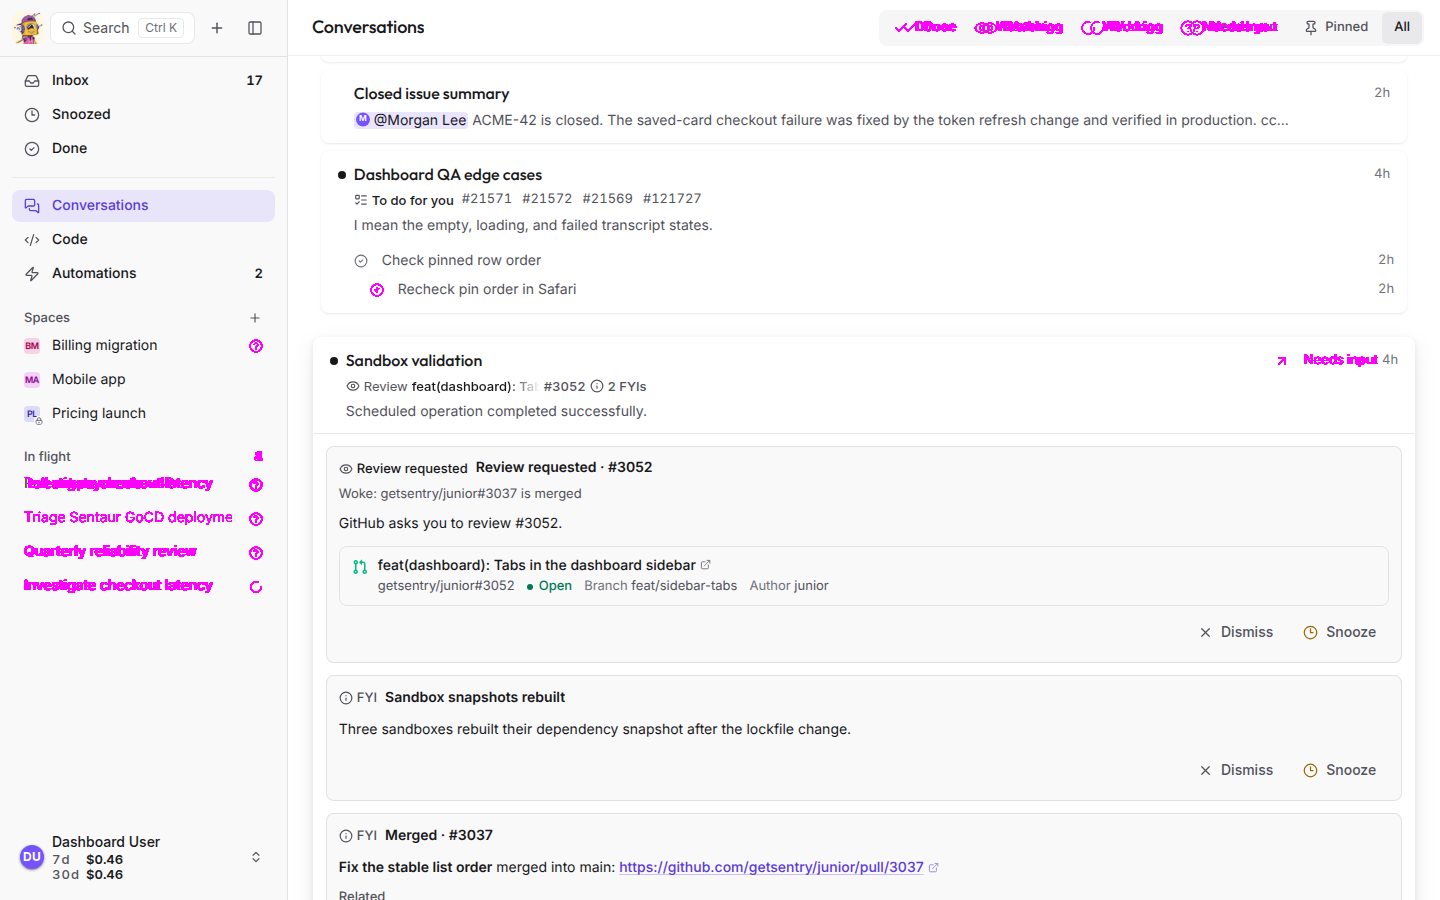 Search Ctrl K
Inbox 17
Snoozed
Done
Conversations
Code
Automations 2
Spaces
BM Billing migration
MA Mobile app
PL Pricing launch
In flight
Triage Sentaur GoCD deployme
Quarterly reliability review
Investigate checkout latency
DU Dashboard User
7d $0.46
30d $0.46
Conversations
Done Working Needs input Pinned All
Closed issue summary 2h
M @Morgan Lee ACME-42 is closed. The saved-card checkout failure was fixed by the token refresh change and verified in production. cc...
Dashboard QA edge cases 4h
To do for you #21571 #21572 #21569 #121727
I mean the empty, loading, and failed transcript states.
Check pinned row order 2h
Recheck pin order in Safari 2h
Sandbox validation Needs input 4h
Review feat(dashboard): Tab #3052 2 FYIs
Scheduled operation completed successfully.
Review requested Review requested · #3052
Woke: getsentry/junior#3037 is merged
GitHub asks you to review #3052.
feat(dashboard): Tabs in the dashboard sidebar
getsentry/junior#3052 Open Branch feat/sidebar-tabs Author junior
Dismiss Snooze
FYI Sandbox snapshots rebuilt
Three sandboxes rebuilt their dependency snapshot after the lockfile change.
Dismiss Snooze
FYI Merged · #3037
Fix the stable list order merged into main: https://github.com/getsentry/junior/pull/3037
Related